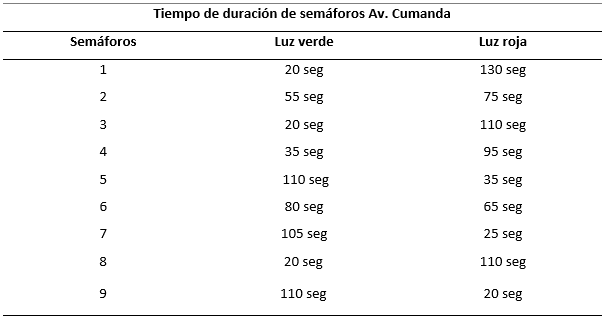 Tiempo de duración de semáforos Av. Cumanda
Semáforos Luz verde Luz roja
1 20 seg 130 seg
2 55 seg 75 seg
3 20 seg 110 seg
4 35 seg 95 seg
5 110 seg 35 seg
6 80 seg 65 seg
7 105 seg 25 seg
8 20 seg 110 seg
9 110 seg 20 seg